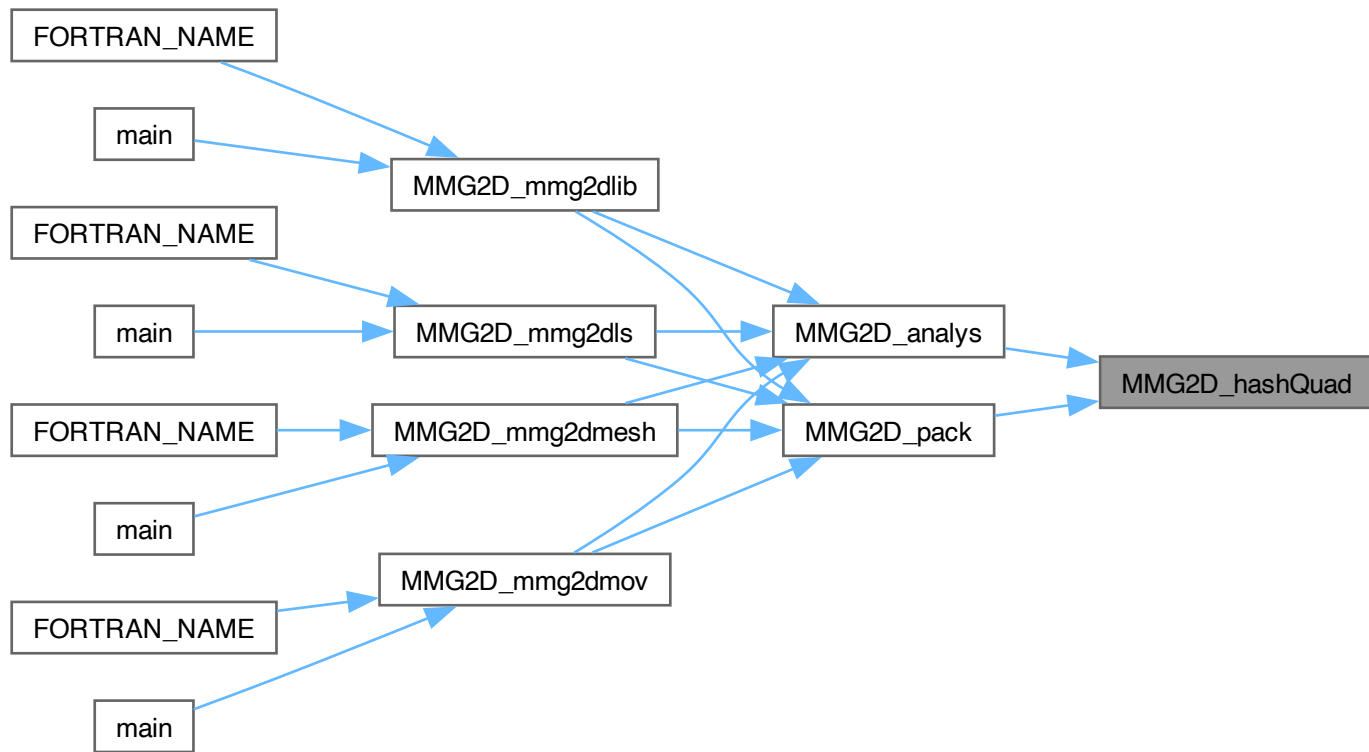 FORTRAN_NAME
main
MMG2D_mmg2dlib
FORTRAN_NAME
main
MMG2D_mmg2dls
MMG2D_analys
MMG2D_hashQuad
FORTRAN_NAME
MMG2D_mmg2dmesh
MMG2D_pack
main
MMG2D_mmg2dmov
FORTRAN_NAME
main